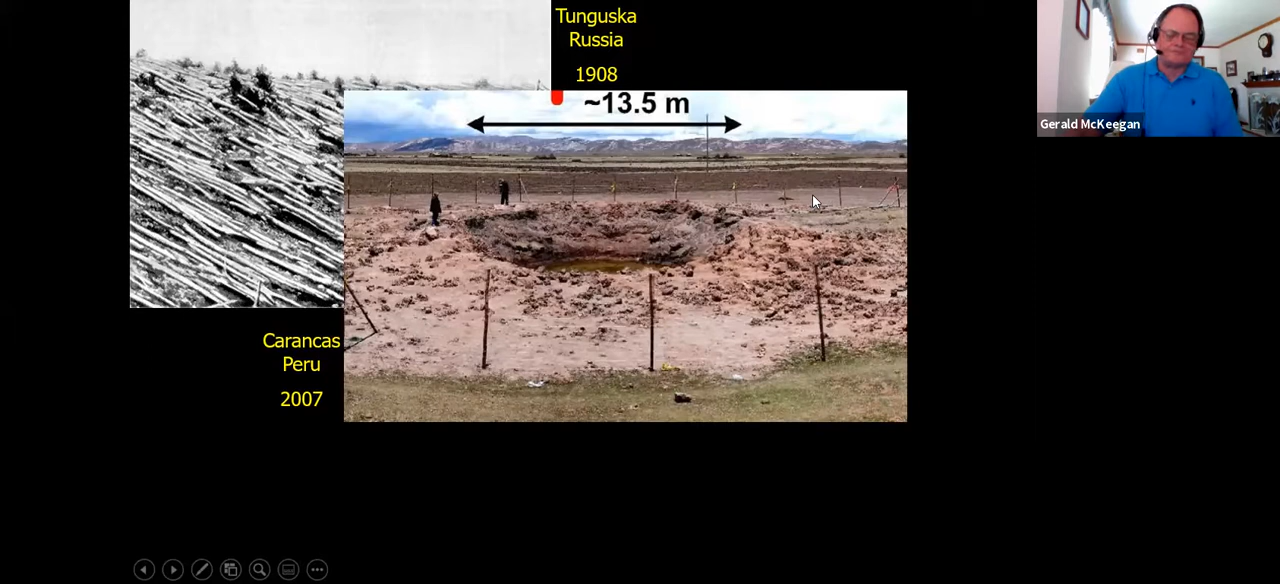 Tunguska
Russia
1908
~13.5 m
Gerald McKeegan
Carancas
Peru
2007